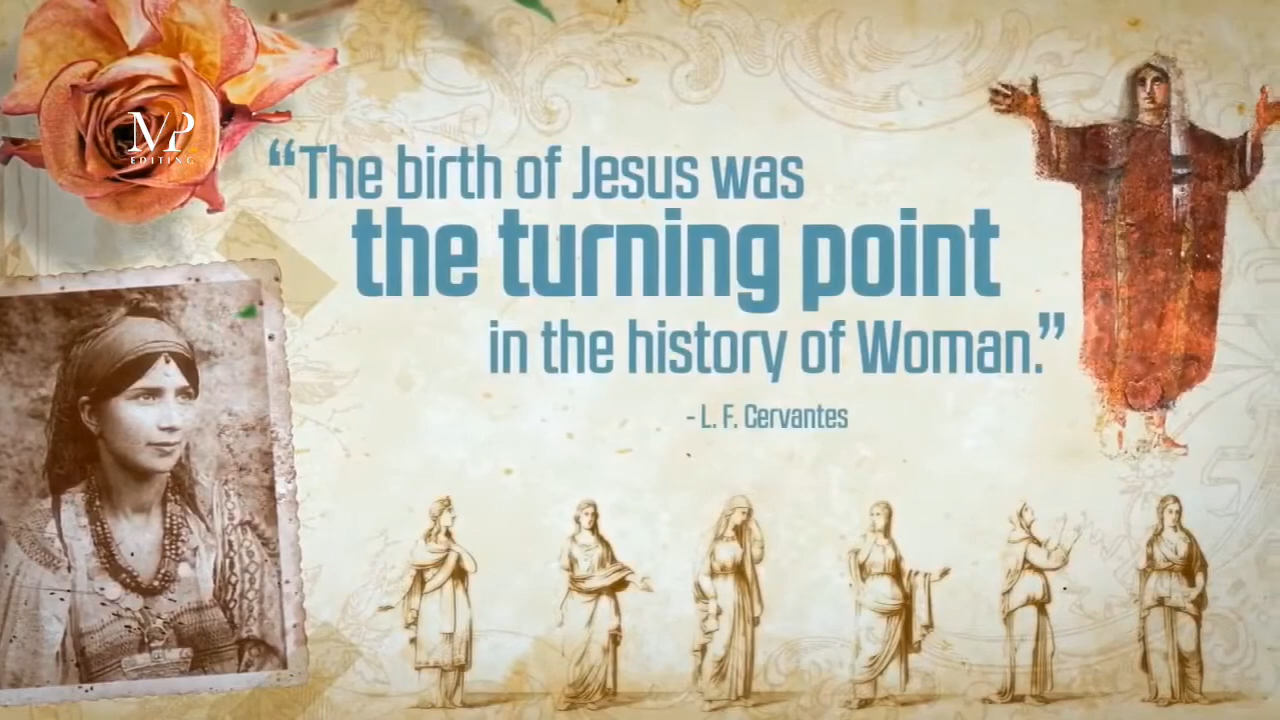 MP
EDITING
“The birth of Jesus was
the turning point
in the history of Woman.”
- L. F. Cervantes